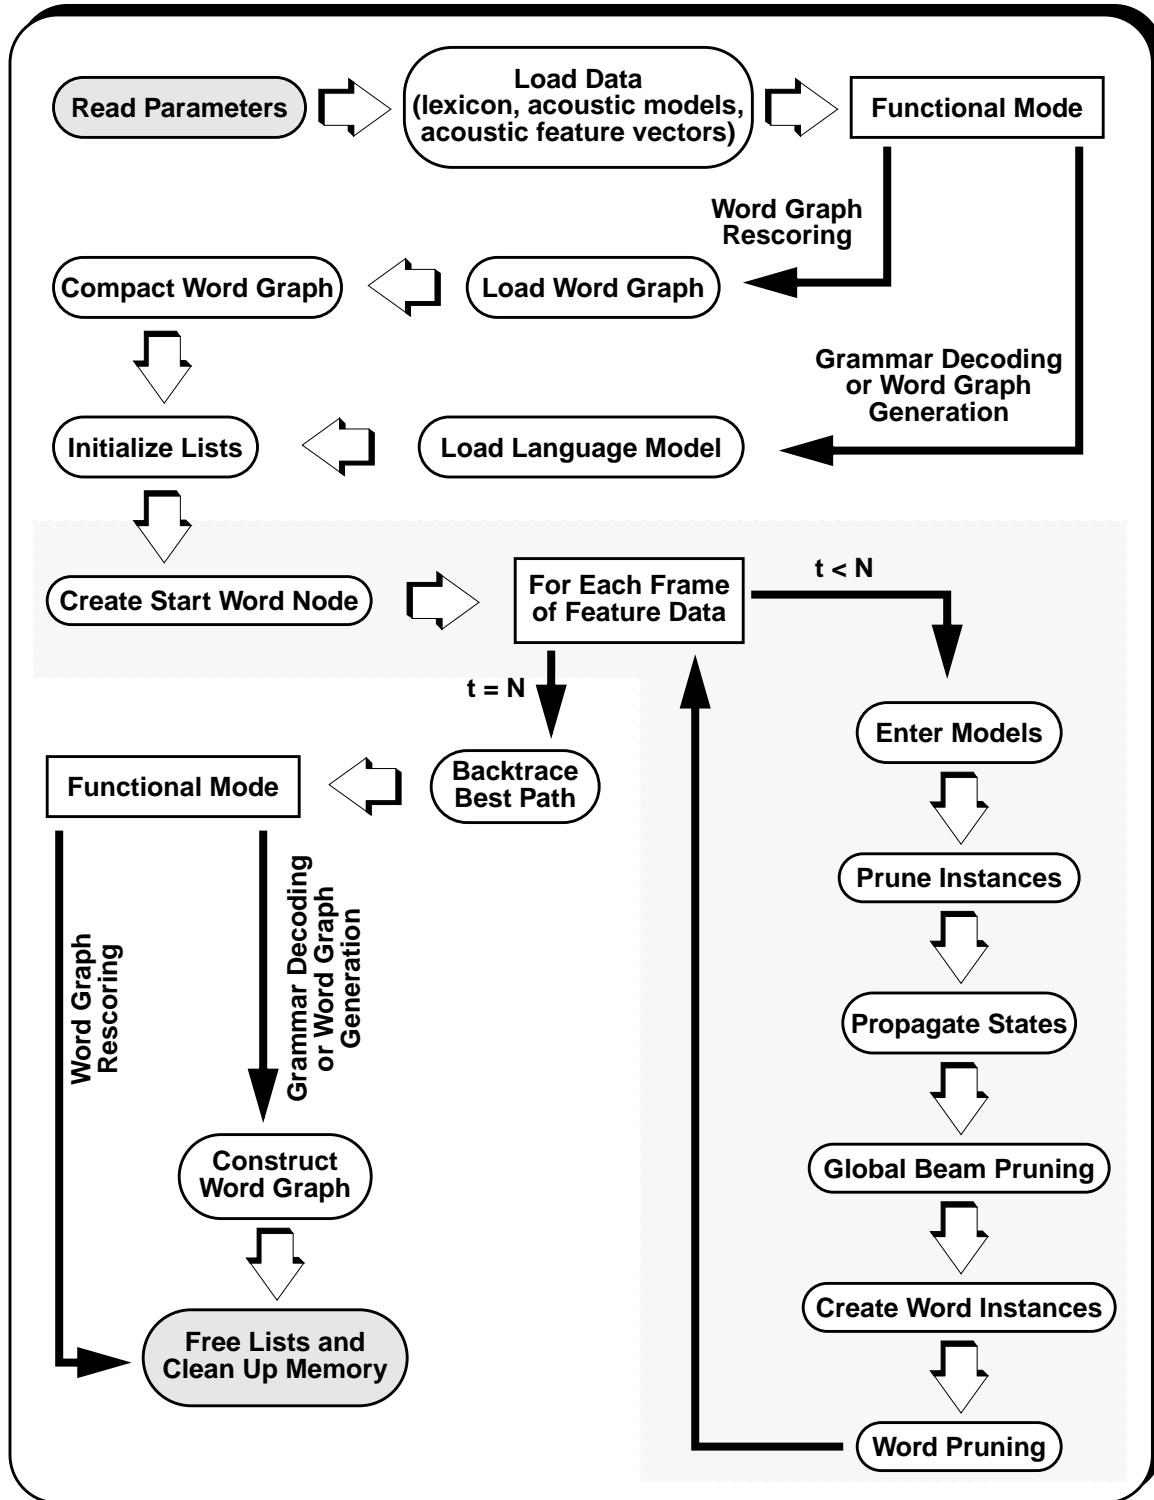 Read Parameters
Load Data
(lexicon, acoustic models,
acoustic feature vectors)
Functional Mode
Word Graph
Rescoring
Compact Word Graph
Load Word Graph
Grammar Decoding
or Word Graph
Generation
Initialize Lists
Load Language Model
Create Start Word Node
For Each Frame
of Feature Data
t < N
t = N
Enter Models
Functional Mode
Backtrace
Best Path
Prune Instances
Word Graph
Rescoring
Grammar Decoding
or Word Graph
Generation
Propagate States
Construct
Word Graph
Global Beam Pruning
Create Word Instances
Free Lists and
Clean Up Memory
Word Pruning